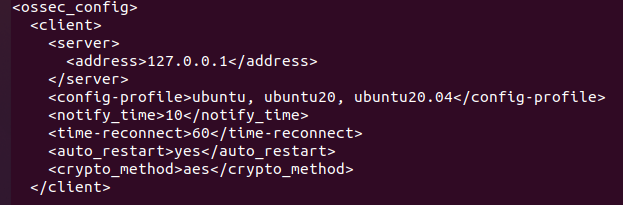 <ossec_config>
<client>
<server>
<address>127.0.0.1</address>
</server>
<config-profile>ubuntu, ubuntu20, ubuntu20.04</config-profile>
<notify_time>10</notify_time>
<time-reconnect>60</time-reconnect>
<auto_restart>yes</auto_restart>
<crypto_method>aes</crypto_method>
</client>